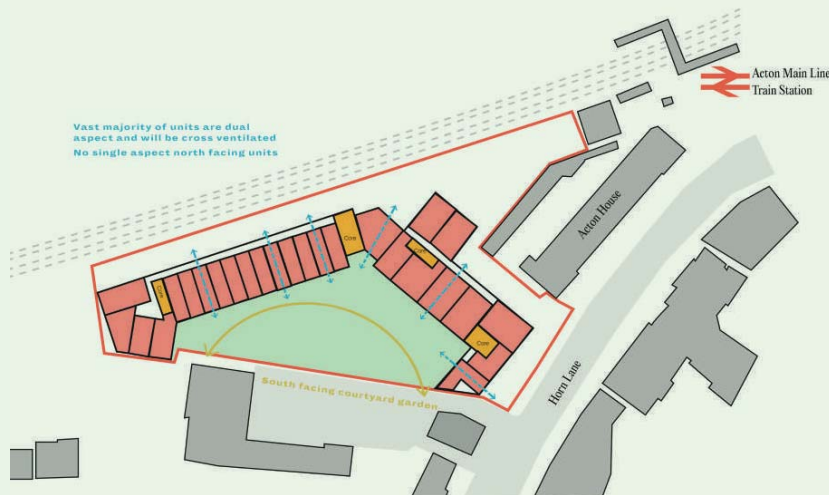 Acton Main Line
Train Station
Vast majority of units are dual
aspect and will be cross ventilated
No single aspect north facing units
Acton House
Core
Core
Core
Core
South facing courtyard garden
Horn Lane